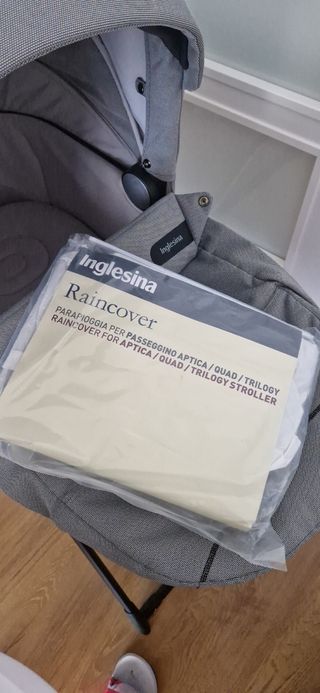 Inglesina
Inglesina
Raincover
PARAPIOGGIA PER PASSEGGINO APTICA / QUAD / TRILOGY
RAINCOVER FOR APTICA / QUAD / TRILOGY STROLLER